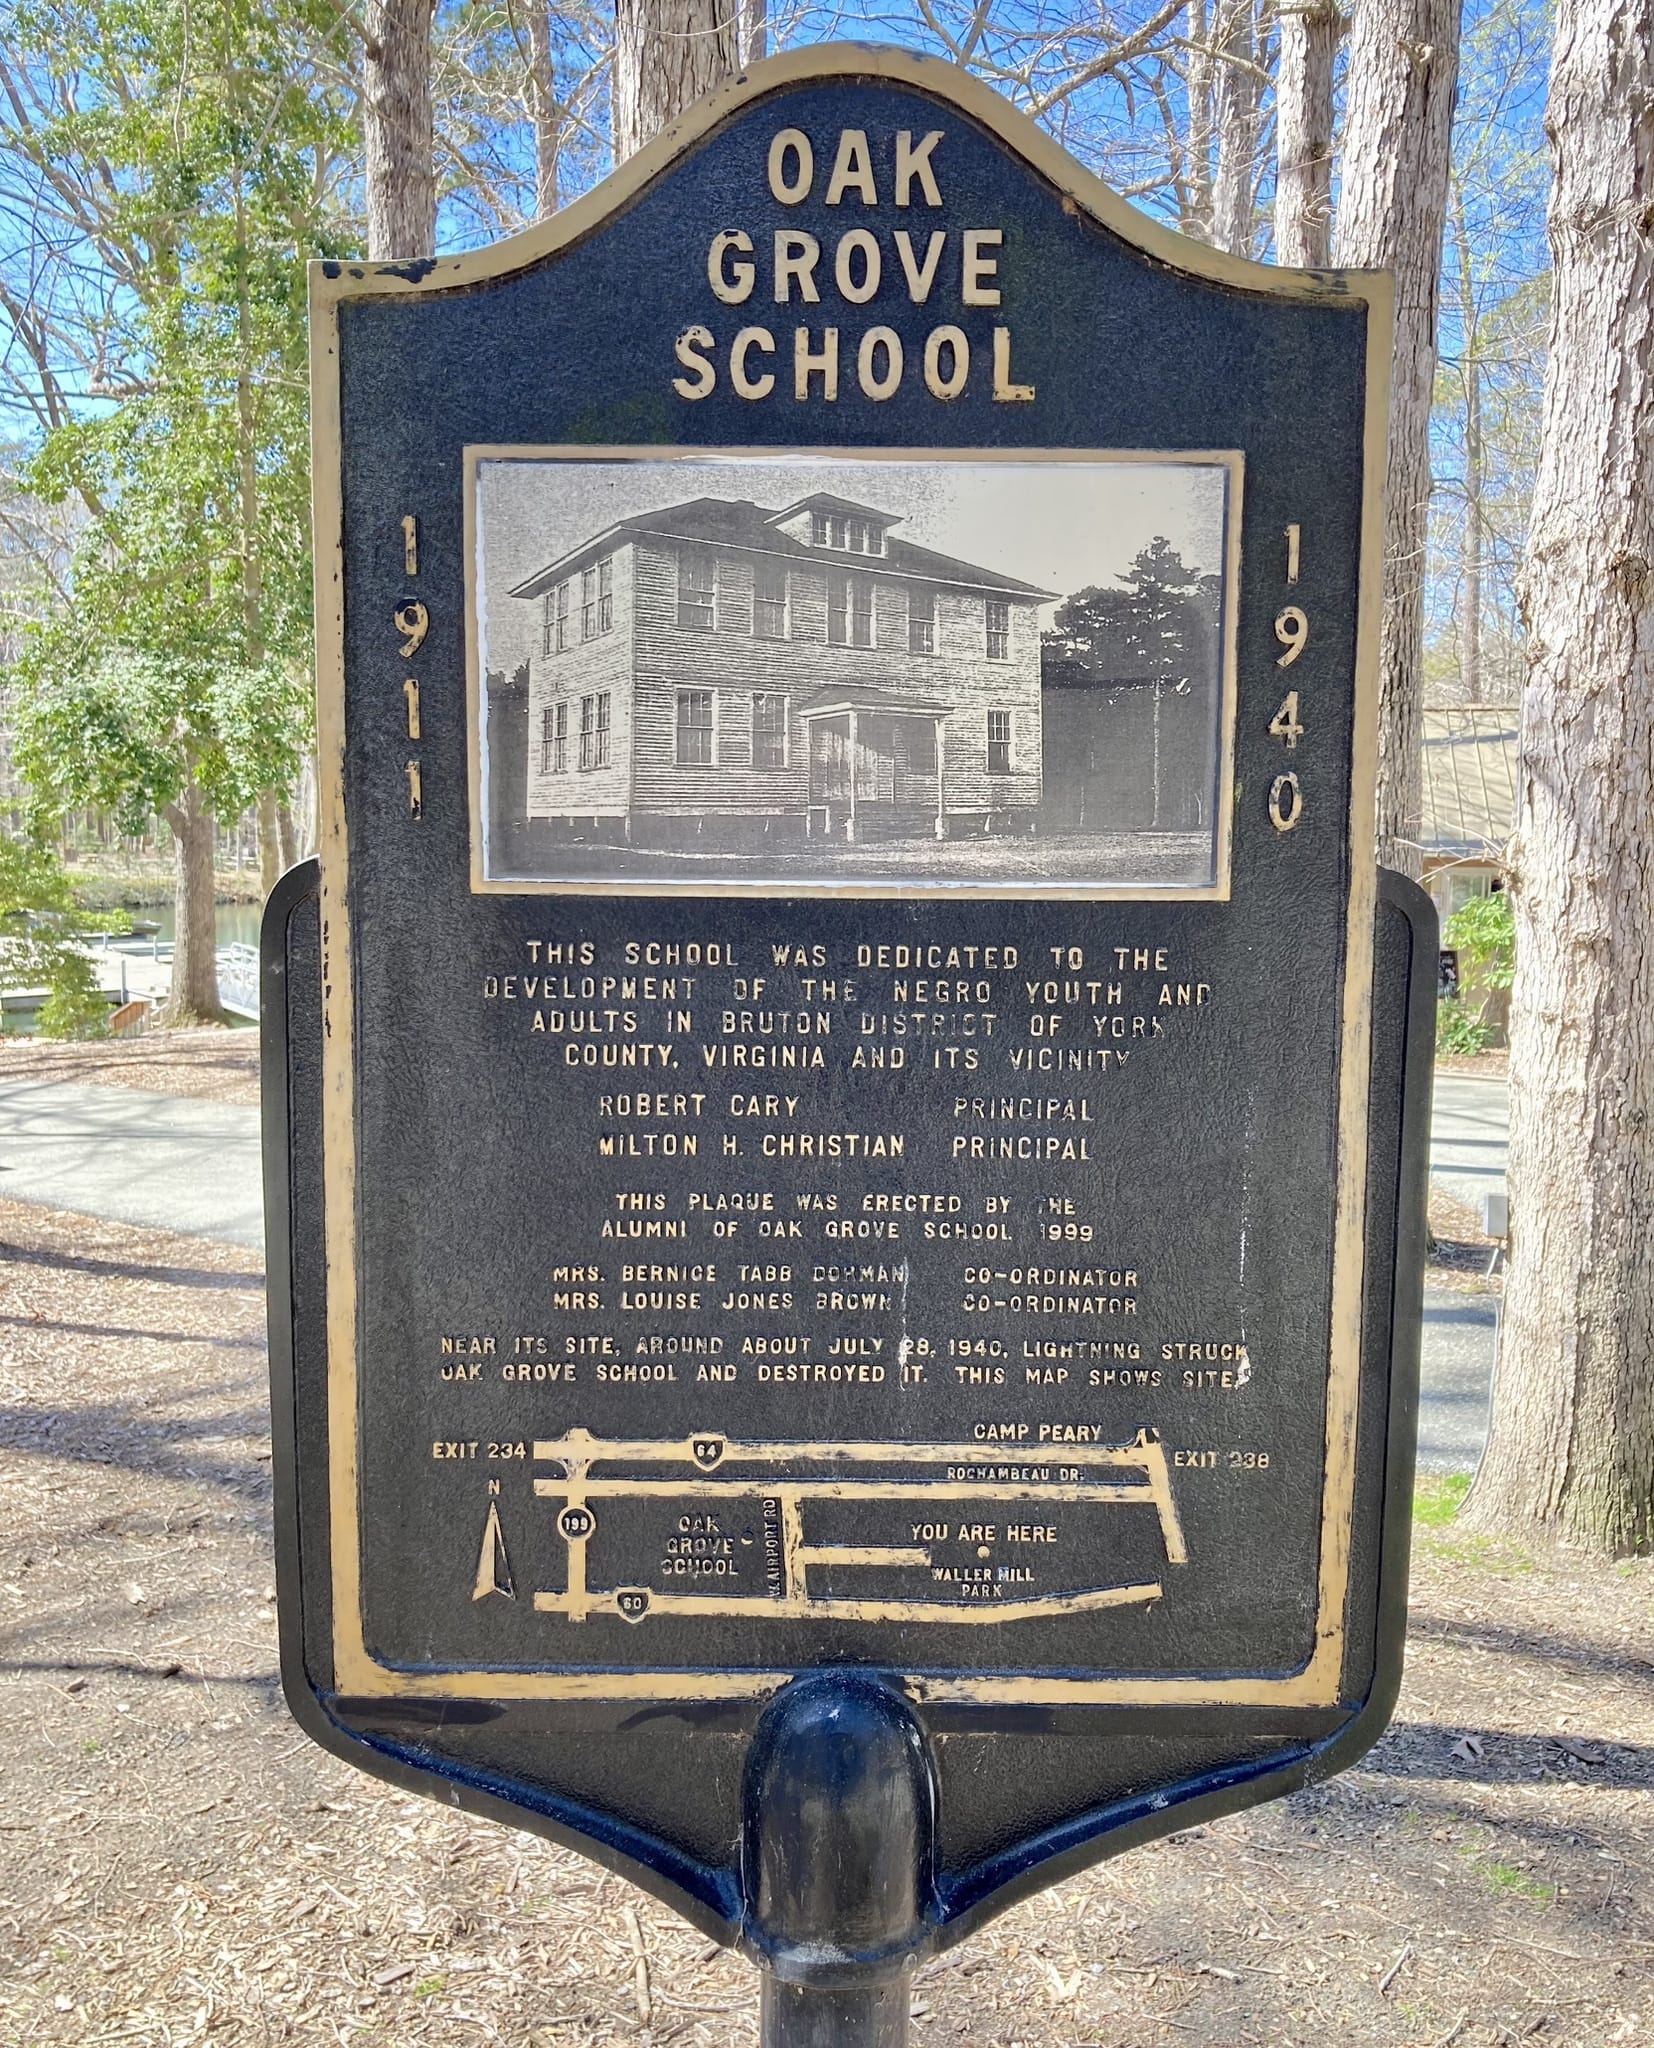 OAK
GROVE
SCHOOL
1911
1940
THIS SCHOOL WAS DEDICATED TO THE
DEVELOPMENT OF THE NEGRO YOUTH AND
ADULTS IN BRUTON DISTRICT OF YORK
COUNTY, VIRGINIA AND ITS VICINITY
ROBERT CARY PRINCIPAL
MILTON H. CHRISTIAN PRINCIPAL
THIS PLAQUE WAS ERECTED BY THE
ALUMNI OF OAK GROVE SCHOOL 1999
MRS. BERNICE TABB DORMAN CO-ORDINATOR
MRS. LOUISE JONES BROWN CO-ORDINATOR
NEAR ITS SITE, AROUND ABOUT JULY 28, 1940, LIGHTNING STRUCK
OAK GROVE SCHOOL AND DESTROYED IT. THIS MAP SHOWS SITE.
CAMP PEARY
EXIT 234
64
EXIT 238
ROCHAMBEAU DR.
N
199
OAK
GROVE
SCHOOL
W. AIRPORT RD
YOU ARE HERE
WALLER MILL
PARK
60